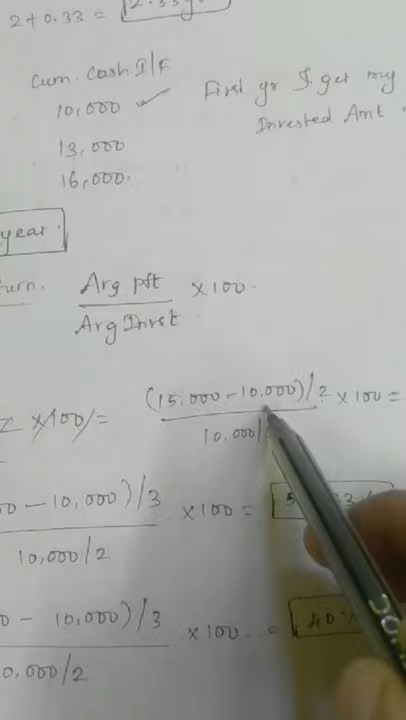 2 + 0.33 = 2.33y
Cum. Cash I/F
10,000 ✓ First yr I get my
Invested Amt.
13,000
16,000.
year.
turn. Avg pft × 100.
Avg Invst
× 100 = (15,000 - 10,000)/2 × 100 =
10,000/
- 10,000)/3 × 100 =
10,000/2
- 10,000)/3 × 100 = 40%
0,000/2